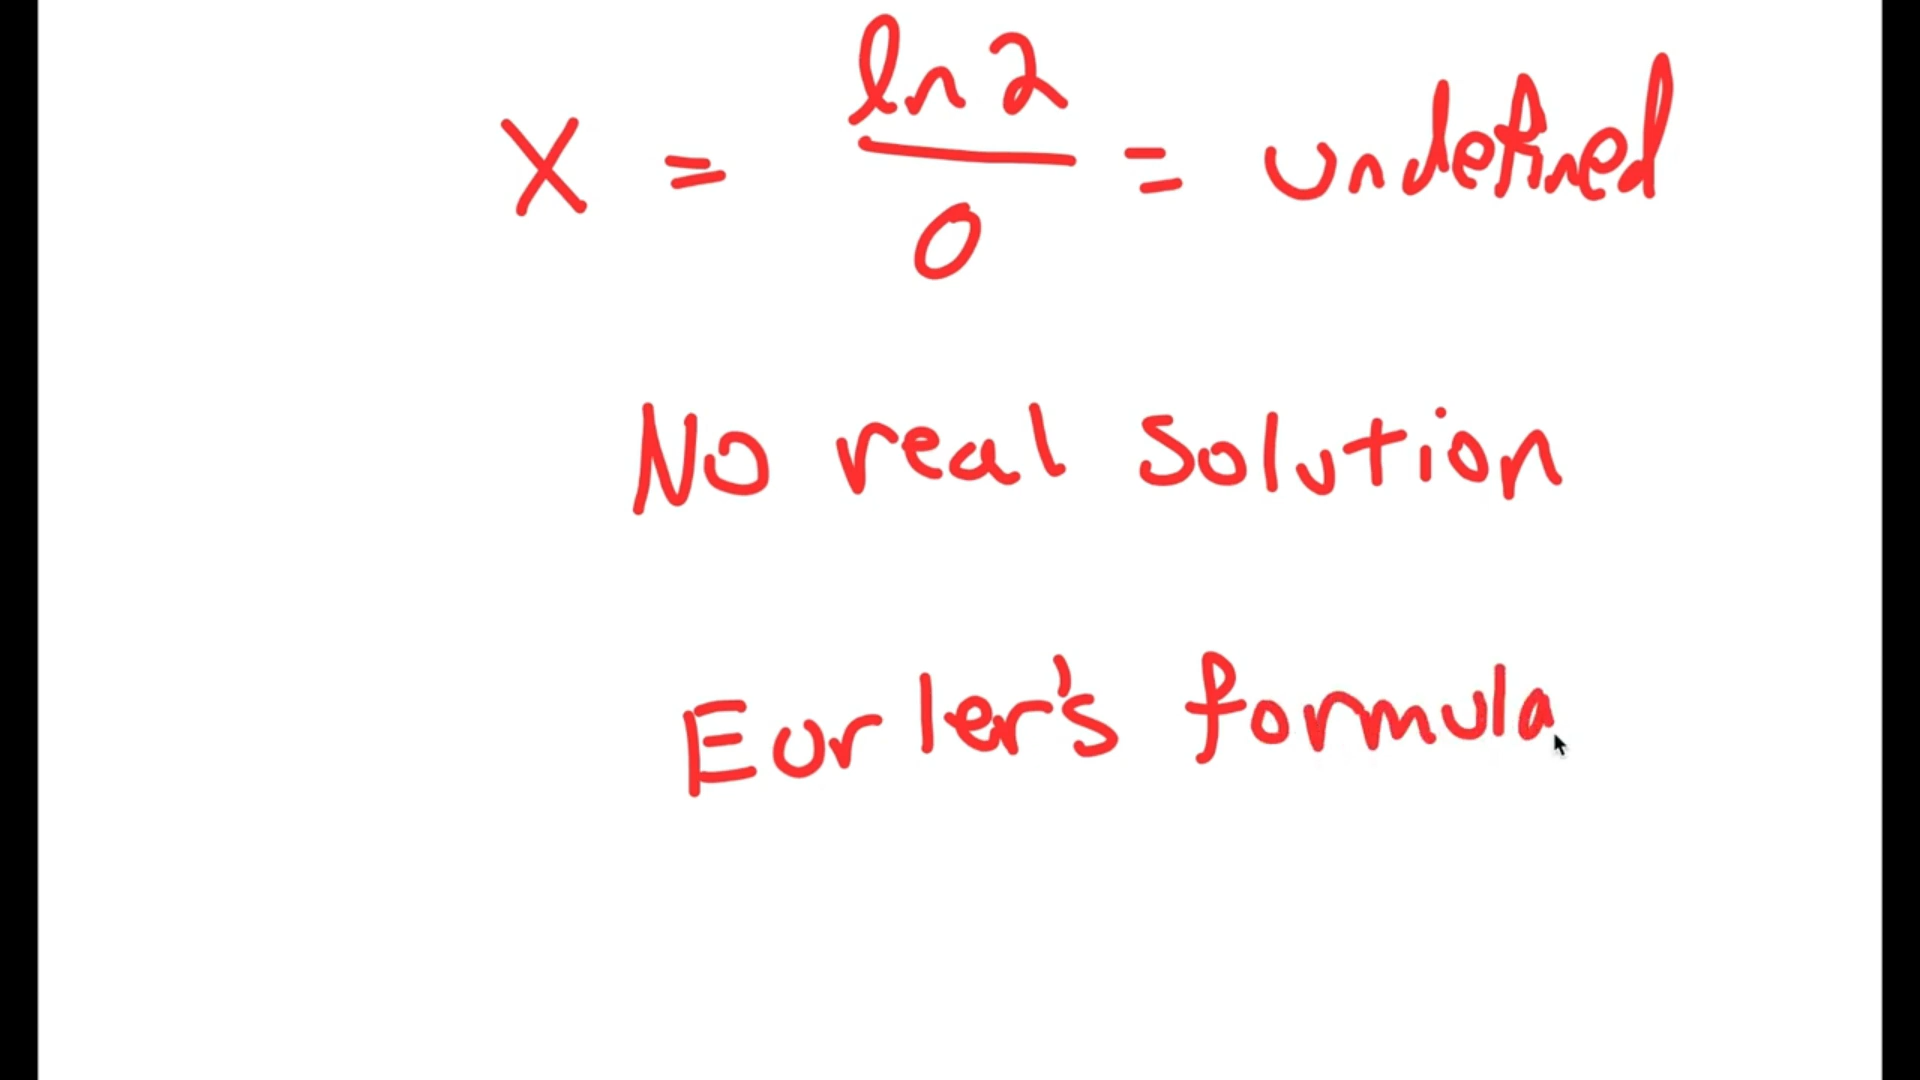 X = ln 2 / 0 = undefined
No real solution
Eurler's formula